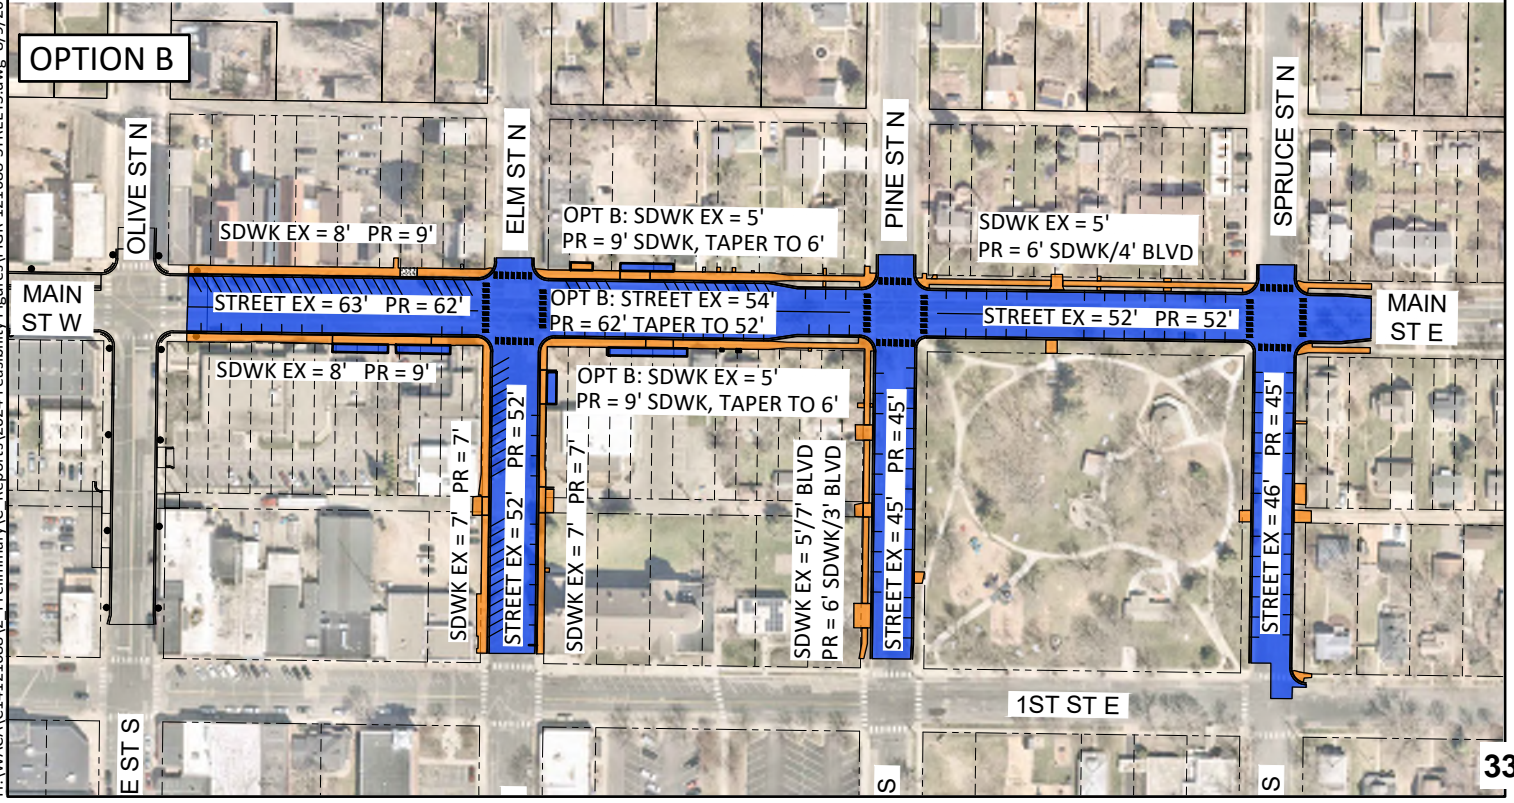 OPTION B
OLIVE ST N
ELM ST N
PINE ST N
SPRUCE ST N
SDWK EX = 8' PR = 9'
OPT B: SDWK EX = 5'
PR = 9' SDWK, TAPER TO 6'
SDWK EX = 5'
PR = 6' SDWK/4' BLVD
MAIN
ST W
STREET EX = 63' PR = 62'
OPT B: STREET EX = 54'
PR = 62' TAPER TO 52'
STREET EX = 52' PR = 52'
MAIN
ST E
SDWK EX = 8' PR = 9'
OPT B: SDWK EX = 5'
PR = 9' SDWK, TAPER TO 6'
SDWK EX = 7' PR = 7'
STREET EX = 52' PR = 52'
SDWK EX = 7' PR = 7'
SDWK EX = 5'/7' BLVD
PR = 6' SDWK/3' BLVD
STREET EX = 45' PR = 45'
STREET EX = 46' PR = 45'
1ST ST E
E ST S
S
S
33